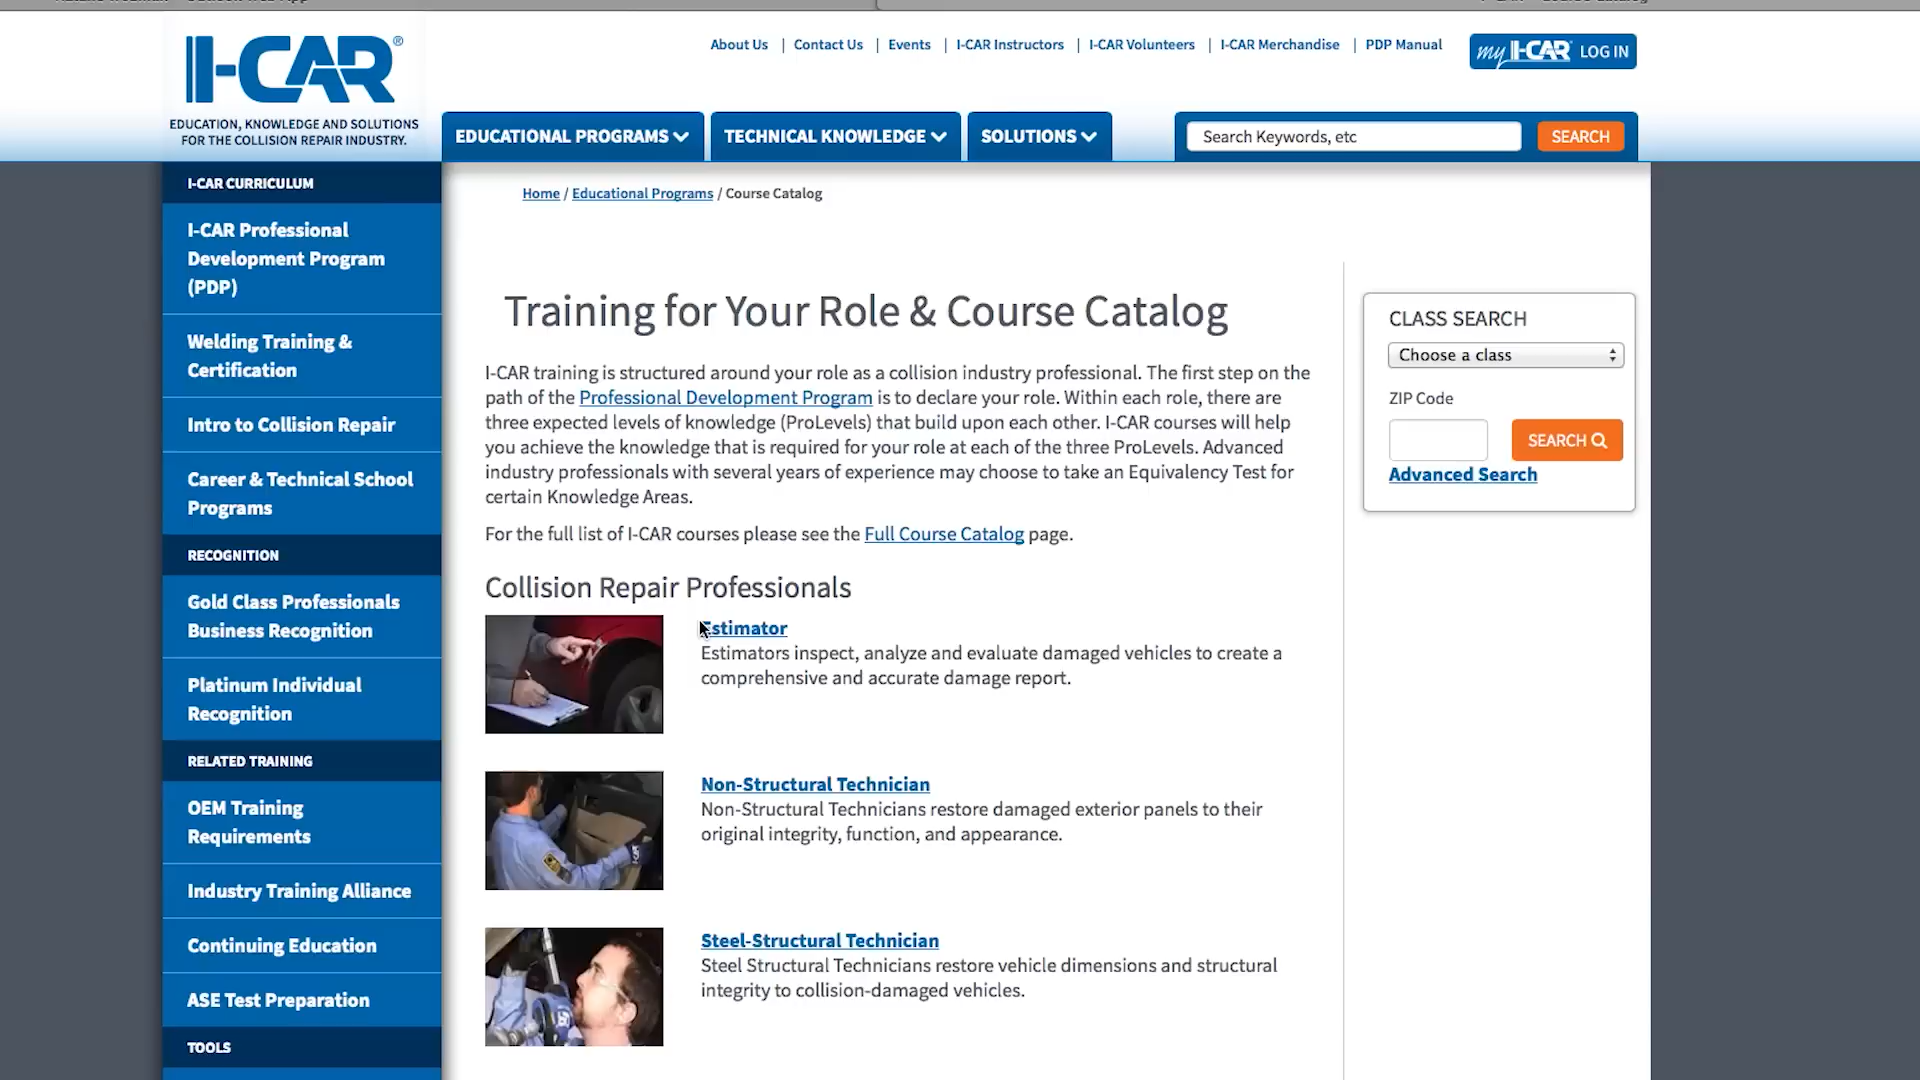 I-CAR®
EDUCATION, KNOWLEDGE AND SOLUTIONS
FOR THE COLLISION REPAIR INDUSTRY.
About Us | Contact Us | Events | I-CAR Instructors | I-CAR Volunteers | I-CAR Merchandise | PDP Manual
my I-CAR LOG IN
EDUCATIONAL PROGRAMS
TECHNICAL KNOWLEDGE
SOLUTIONS
Search Keywords, etc
SEARCH
I-CAR CURRICULUM
I-CAR Professional
Development Program
(PDP)
Welding Training &
Certification
Intro to Collision Repair
Career & Technical School
Programs
RECOGNITION
Gold Class Professionals
Business Recognition
Platinum Individual
Recognition
RELATED TRAINING
OEM Training
Requirements
Industry Training Alliance
Continuing Education
ASE Test Preparation
TOOLS
Home / Educational Programs / Course Catalog
Training for Your Role & Course Catalog
I-CAR training is structured around your role as a collision industry professional. The first step on the
path of the Professional Development Program is to declare your role. Within each role, there are
three expected levels of knowledge (ProLevels) that build upon each other. I-CAR courses will help
you achieve the knowledge that is required for your role at each of the three ProLevels. Advanced
industry professionals with several years of experience may choose to take an Equivalency Test for
certain Knowledge Areas.
For the full list of I-CAR courses please see the Full Course Catalog page.
Collision Repair Professionals
Estimator
Estimators inspect, analyze and evaluate damaged vehicles to create a
comprehensive and accurate damage report.
Non-Structural Technician
Non-Structural Technicians restore damaged exterior panels to their
original integrity, function, and appearance.
Steel-Structural Technician
Steel Structural Technicians restore vehicle dimensions and structural
integrity to collision-damaged vehicles.
CLASS SEARCH
Choose a class
ZIP Code
SEARCH
Advanced Search